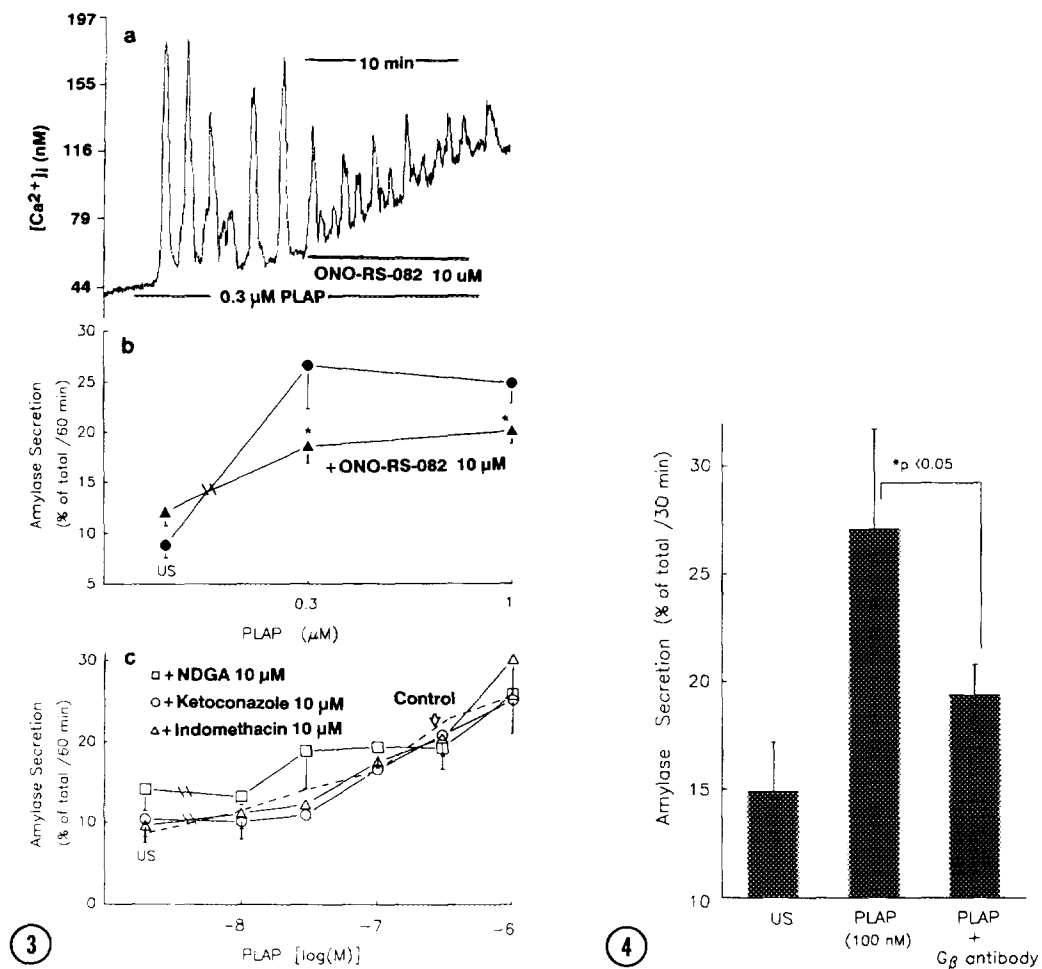 a
197
155
116
79
44
[Ca2+]i (nM)
10 min
ONO-RS-082 10 uM
0.3 µM PLAP
b
30
25
20
15
10
5
Amylase Secretion
(% of total /60 min)
*
*
+ONO-RS-082 10 µM
US
0.3
1
PLAP (µM)
c
30
20
10
0
Amylase Secretion
(% of total /60 min)
□ + NDGA 10 µM
○ + Ketoconazole 10 µM
△ + Indomethacin 10 µM
Control
US
-8
-7
-6
PLAP [log(M)]
3
30
25
20
15
10
Amylase Secretion (% of total /30 min)
*p <0.05
US
PLAP
(100 nM)
PLAP
+
Gβ antibody
4